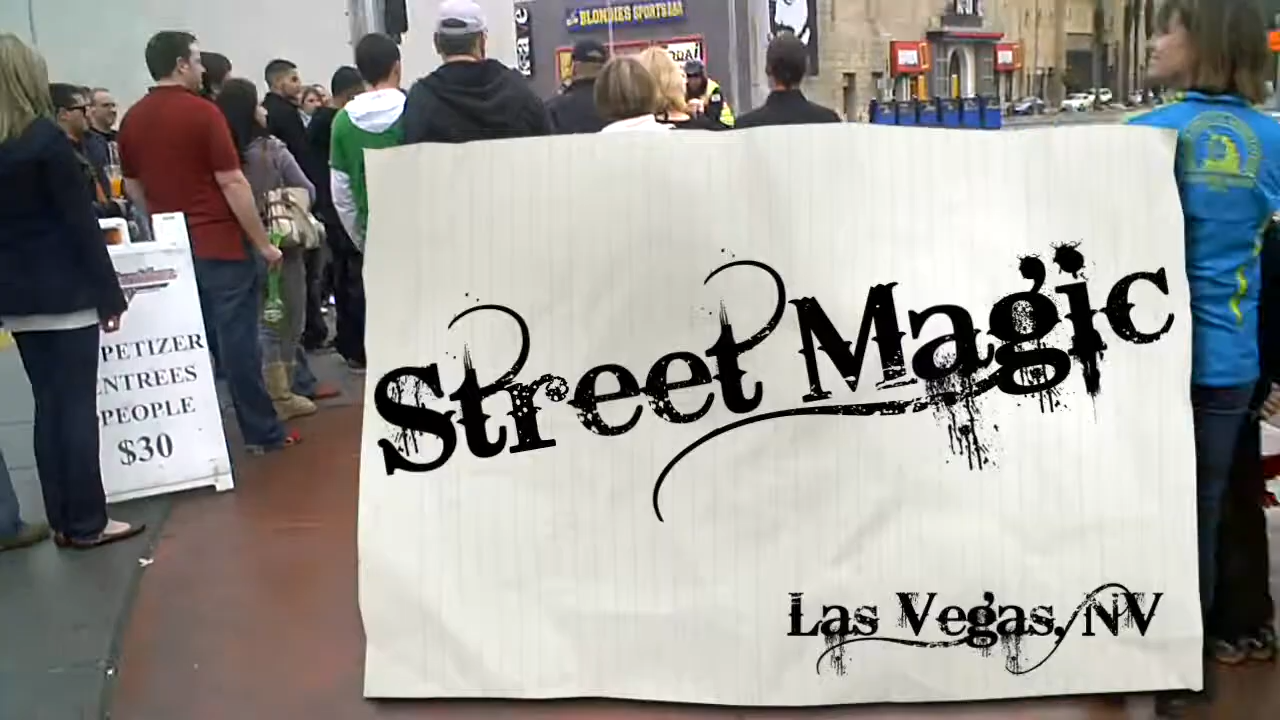 BLONDIES SPORTS BAR
PETIZER
ENTREES
PEOPLE
$30
Street Magic
Las Vegas, NV